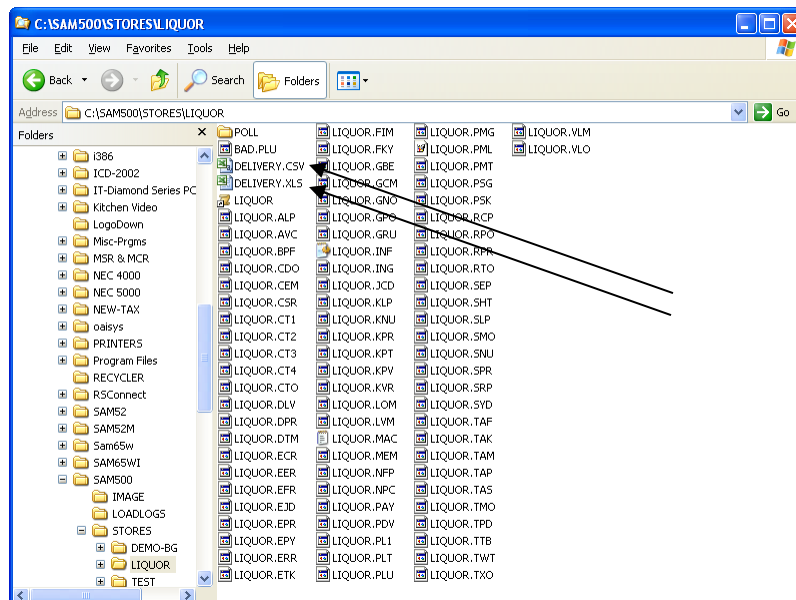 C:\SAM500\STORES\LIQUOR
File Edit View Favorites Tools Help
Back Search Folders
Address C:\SAM500\STORES\LIQUOR Go
Folders
i386
ICD-2002
IT-Diamond Series PC
Kitchen Video
LogoDown
Misc-Prgms
MSR & MCR
NEC 4000
NEC 5000
NEW-TAX
oaisys
PRINTERS
Program Files
RECYCLER
RSConnect
SAM52
SAM52M
Sam65w
SAM65WI
SAM500
IMAGE
LOADLOGS
STORES
DEMO-BG
LIQUOR
TEST
POLL
BAD.PLU
DELIVERY.CSV
DELIVERY.XLS
LIQUOR
LIQUOR.ALP
LIQUOR.AVC
LIQUOR.BPF
LIQUOR.CDO
LIQUOR.CEM
LIQUOR.CSR
LIQUOR.CT1
LIQUOR.CT2
LIQUOR.CT3
LIQUOR.CT4
LIQUOR.CTO
LIQUOR.DLV
LIQUOR.DPR
LIQUOR.DTM
LIQUOR.ECR
LIQUOR.EER
LIQUOR.EFR
LIQUOR.EJD
LIQUOR.EPR
LIQUOR.EPY
LIQUOR.ERR
LIQUOR.ETK
LIQUOR.FIM
LIQUOR.FKY
LIQUOR.GBE
LIQUOR.GCM
LIQUOR.GNO
LIQUOR.GPO
LIQUOR.GRU
LIQUOR.INF
LIQUOR.ING
LIQUOR.JCD
LIQUOR.KLP
LIQUOR.KNU
LIQUOR.KPR
LIQUOR.KPT
LIQUOR.KPV
LIQUOR.KVR
LIQUOR.LOM
LIQUOR.LVM
LIQUOR.MAC
LIQUOR.MEM
LIQUOR.NFP
LIQUOR.NPC
LIQUOR.PAY
LIQUOR.PDV
LIQUOR.PL1
LIQUOR.PLT
LIQUOR.PLU
LIQUOR.PMG
LIQUOR.PML
LIQUOR.PMT
LIQUOR.PSG
LIQUOR.PSK
LIQUOR.RCP
LIQUOR.RPO
LIQUOR.RPR
LIQUOR.RTO
LIQUOR.SEP
LIQUOR.SHT
LIQUOR.SLP
LIQUOR.SMO
LIQUOR.SNU
LIQUOR.SPR
LIQUOR.SRP
LIQUOR.SYD
LIQUOR.TAF
LIQUOR.TAK
LIQUOR.TAM
LIQUOR.TAP
LIQUOR.TAS
LIQUOR.TMO
LIQUOR.TPD
LIQUOR.TTB
LIQUOR.TWT
LIQUOR.TXO
LIQUOR.VLM
LIQUOR.VLO